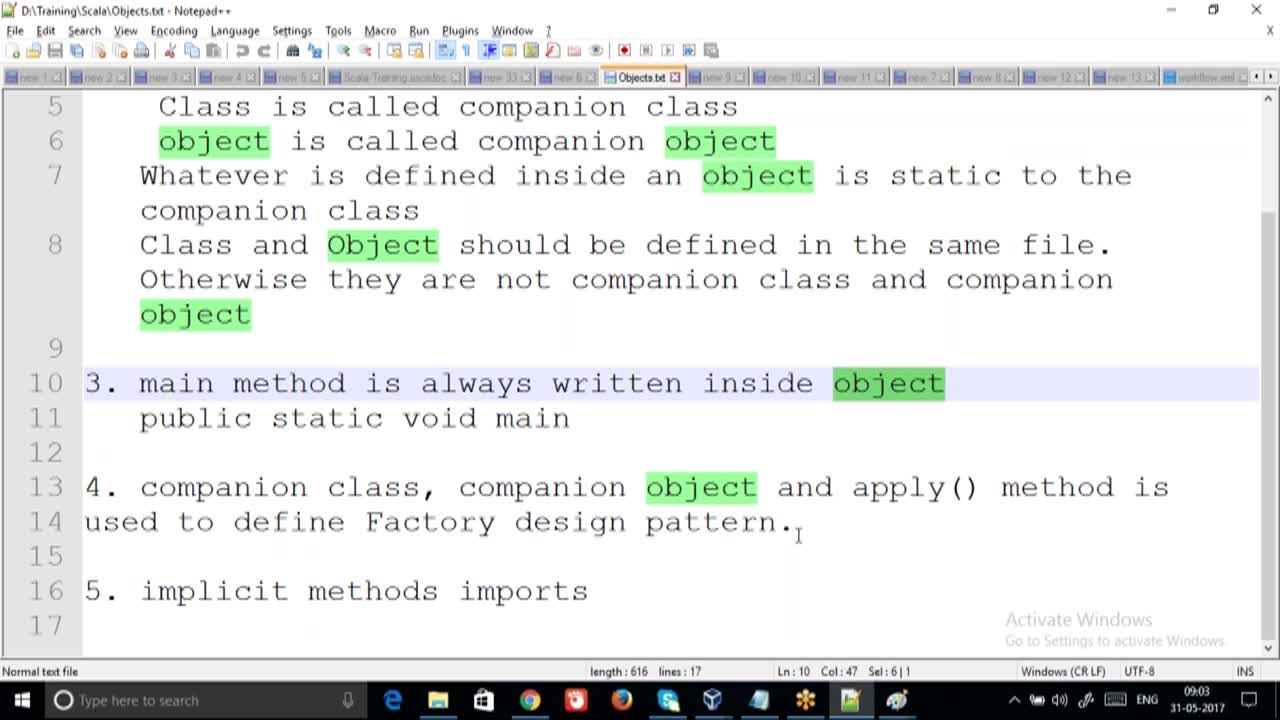 D:\Training\Scala\Objects.txt - Notepad++
File Edit Search View Encoding Language Settings Tools Macro Run Plugins Window ?
new 1 new 2 new 3 new 4 new 5 Scala-Training.asciidoc new 33 new 6 Objects.txt new 9 new 10 new 11 new 7 new 8 new 12 new 13 workflow.xml
5 Class is called companion class
6 object is called companion object
7 Whatever is defined inside an object is static to the
companion class
8 Class and Object should be defined in the same file.
Otherwise they are not companion class and companion
object
9
10 3. main method is always written inside object
11 public static void main
12
13 4. companion class, companion object and apply() method is
14 used to define Factory design pattern.
15
16 5. implicit methods imports
17
Activate Windows
Go to Settings to activate Windows.
Normal text file length : 616 lines : 17 Ln : 10 Col : 47 Sel : 6 | 1 Windows (CR LF) UTF-8 INS
Type here to search ENG 09:03
31-05-2017